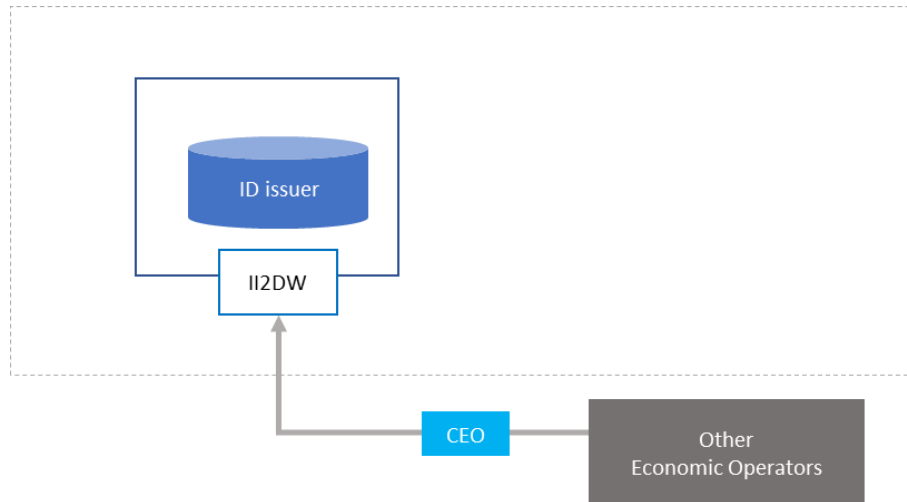 ID issuer
II2DW
CEO
Other
Economic Operators